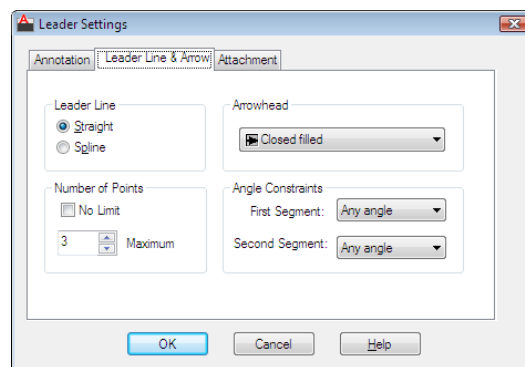 Leader Settings
Annotation Leader Line & Arrow Attachment
Leader Line
Straight
Spline
Arrowhead
Closed filled
Number of Points
No Limit
3 Maximum
Angle Constraints
First Segment: Any angle
Second Segment: Any angle
OK Cancel Help